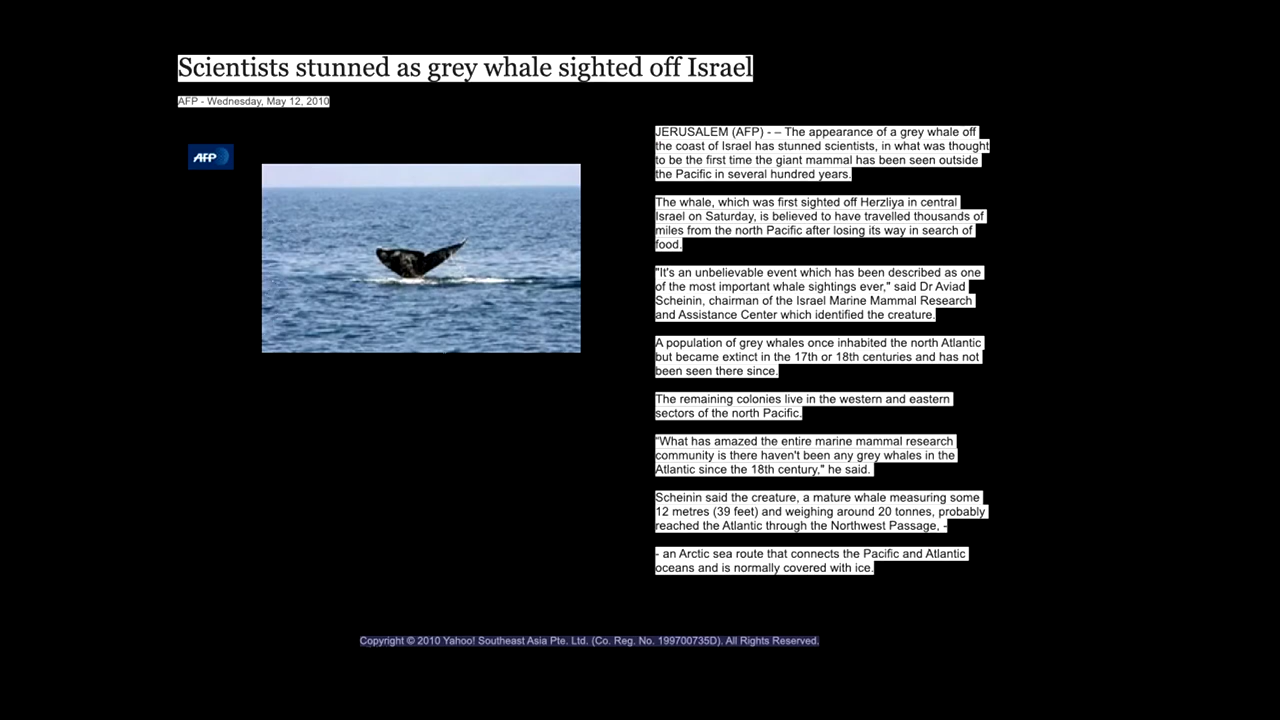 Scientists stunned as grey whale sighted off Israel
AFP - Wednesday, May 12, 2010
AFP
JERUSALEM (AFP) - – The appearance of a grey whale off
the coast of Israel has stunned scientists, in what was thought
to be the first time the giant mammal has been seen outside
the Pacific in several hundred years.
The whale, which was first sighted off Herzliya in central
Israel on Saturday, is believed to have travelled thousands of
miles from the north Pacific after losing its way in search of
food.
"It's an unbelievable event which has been described as one
of the most important whale sightings ever," said Dr Aviad
Scheinin, chairman of the Israel Marine Mammal Research
and Assistance Center which identified the creature.
A population of grey whales once inhabited the north Atlantic
but became extinct in the 17th or 18th centuries and has not
been seen there since.
The remaining colonies live in the western and eastern
sectors of the north Pacific.
"What has amazed the entire marine mammal research
community is there haven't been any grey whales in the
Atlantic since the 18th century," he said.
Scheinin said the creature, a mature whale measuring some
12 metres (39 feet) and weighing around 20 tonnes, probably
reached the Atlantic through the Northwest Passage, -
- an Arctic sea route that connects the Pacific and Atlantic
oceans and is normally covered with ice.
Copyright © 2010 Yahoo! Southeast Asia Pte. Ltd. (Co. Reg. No. 199700735D). All Rights Reserved.